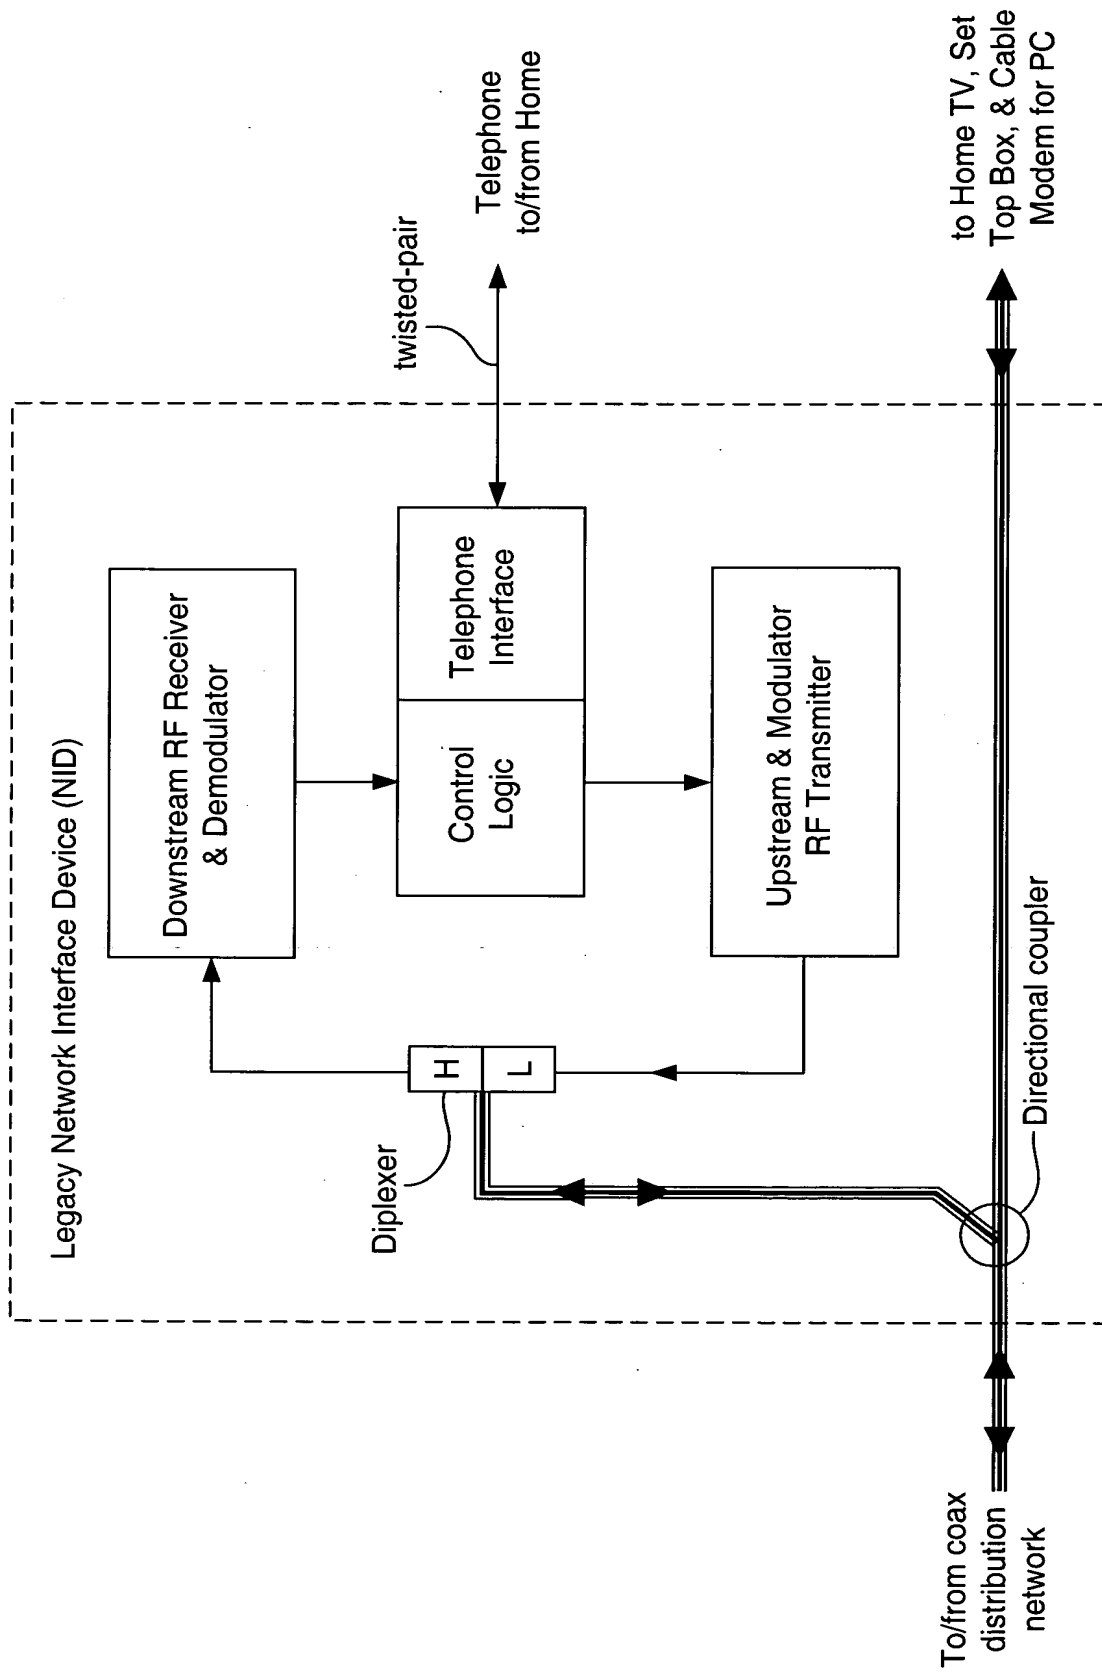 Legacy Network Interface Device (NID)
Downstream RF Receiver
& Demodulator
Control
Logic
Telephone
Interface
twisted-pair
Telephone
to/from Home
Diplexer
H
L
Upstream & Modulator
RF Transmitter
Directional coupler
To/from coax
distribution
network
to Home TV, Set
Top Box, & Cable
Modem for PC